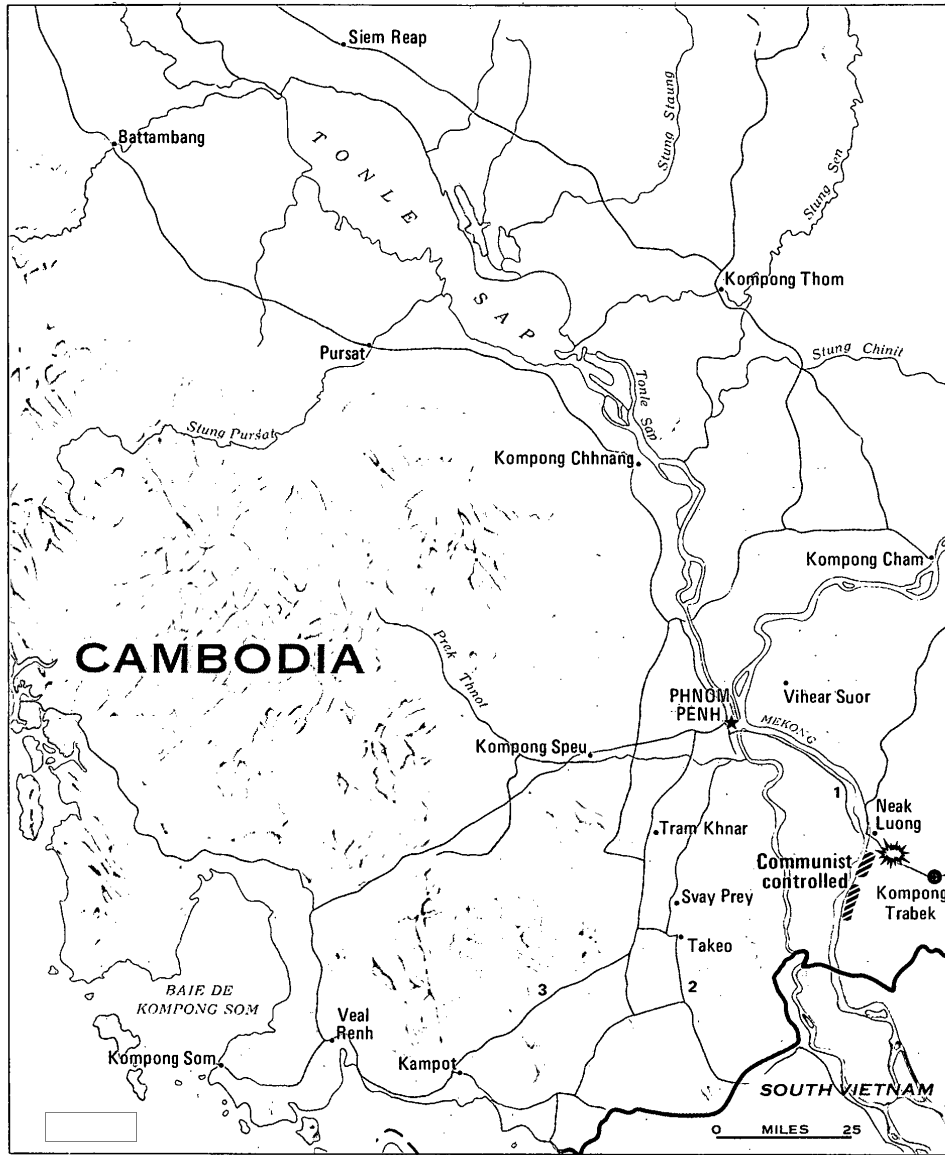 Siem Reap
Battambang
TONLE SAP
Stung Staung
Stung Sen
Kompong Thom
Pursat
Stung Chinit
Tonle Sap
Stung Pursat
Kompong Chhnang
Kompong Cham
Prek Thnot
CAMBODIA
PHNOM
PENH
Vihear Suor
MEKONG
Kompong Speu
1
Neak
Luong
Tram Khnar
Communist
controlled
Kompong
Trabek
Svay Prey
Takeo
BAIE DE
KOMPONG SOM
3
2
Veal
Renh
Kompong Som
Kampot
SOUTH VIETNAM
0 MILES 25